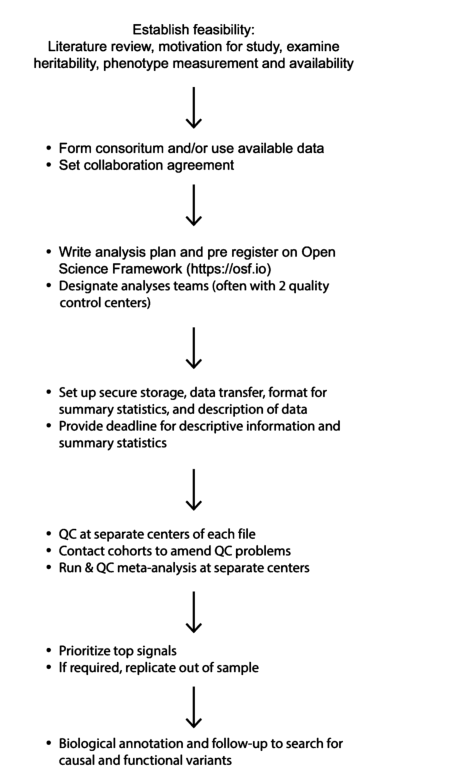 Establish feasibility:
Literature review, motivation for study, examine
heritability, phenotype measurement and availability
• Form consoritum and/or use available data
• Set collaboration agreement
• Write analysis plan and pre register on Open
Science Framework (https://osf.io)
• Designate analyses teams (often with 2 quality
control centers)
• Set up secure storage, data transfer, format for
summary statistics, and description of data
• Provide deadline for descriptive information and
summary statistics
• QC at separate centers of each file
• Contact cohorts to amend QC problems
• Run & QC meta-analysis at separate centers
• Prioritize top signals
• If required, replicate out of sample
• Biological annotation and follow-up to search for
causal and functional variants